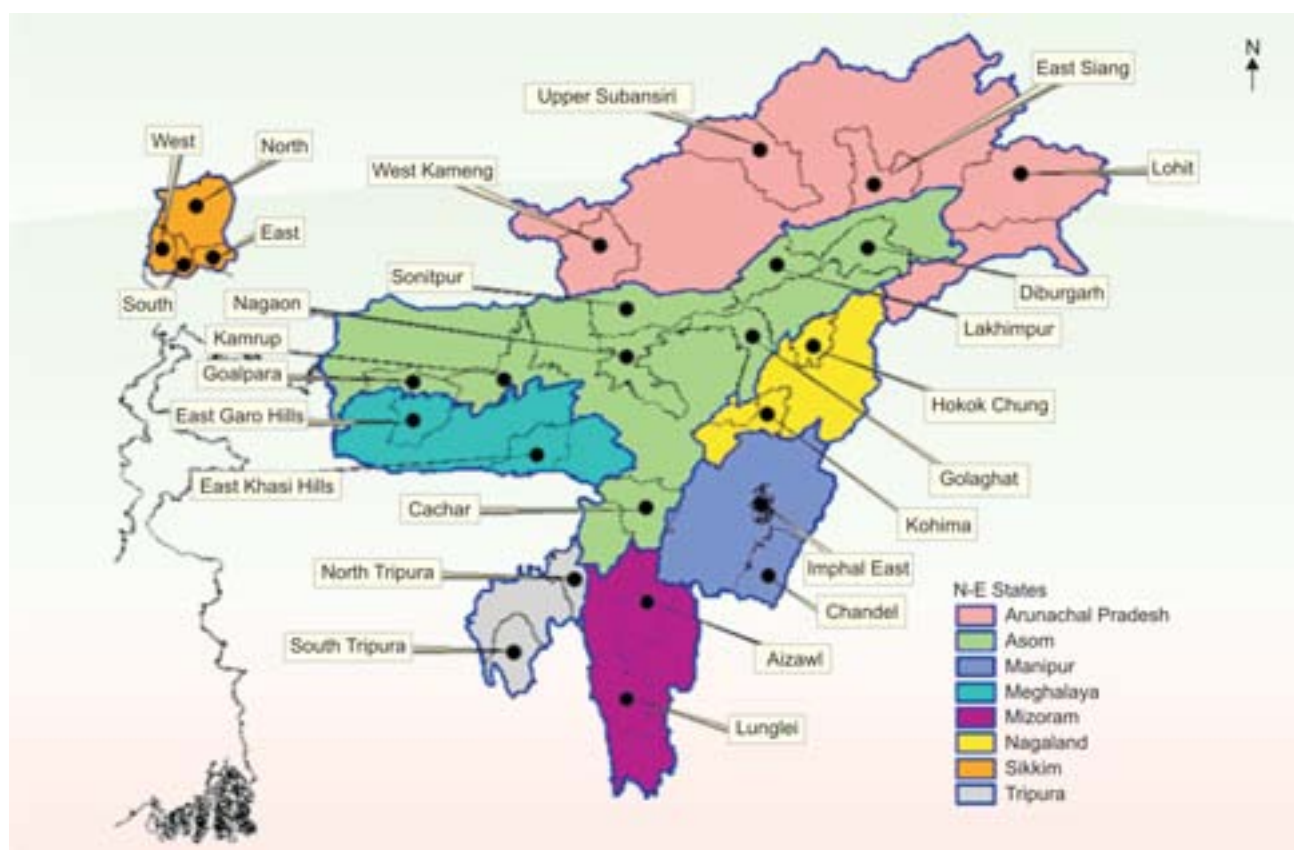 N
East Siang
Upper Subansiri
West
North
West Kameng
Lohit
East
Sonitpur
South
Nagaon
Diburgarh
Lakhimpur
Kamrup
Goalpara
Hokok Chung
East Garo Hills
Golaghat
East Khasi Hills
Cachar
Kohima
Imphal East
North Tripura
Chandel
South Tripura
Aizawl
Lunglei
N-E States
Arunachal Pradesh
Asom
Manipur
Meghalaya
Mizoram
Nagaland
Sikkim
Tripura